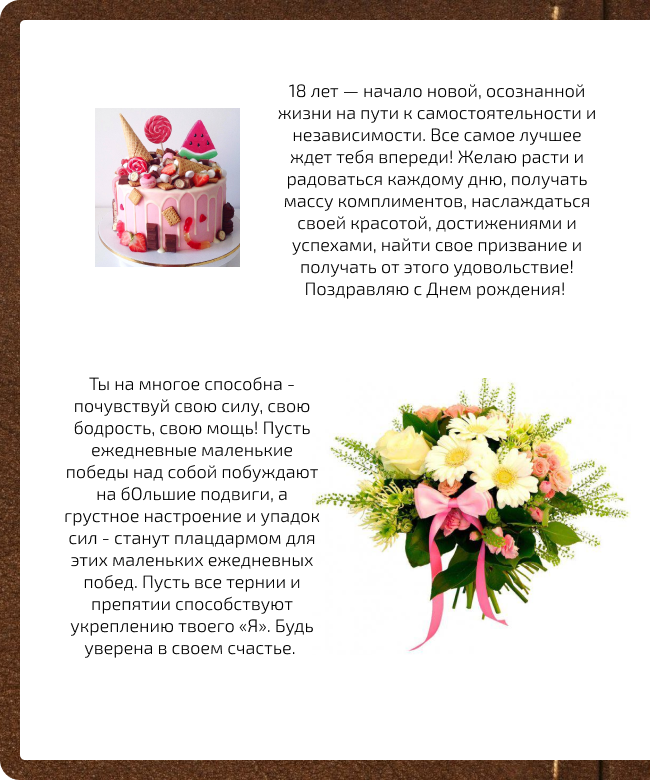 18 лет — начало новой, осознанной
жизни на пути к самостоятельности и
независимости. Все самое лучшее
ждет тебя впереди! Желаю расти и
радоваться каждому дню, получать
массу комплиментов, наслаждаться
своей красотой, достижениями и
успехами, найти свое призвание и
получать от этого удовольствие!
Поздравляю с Днем рождения!
Ты на многое способна -
почувствуй свою силу, свою
бодрость, свою мощь! Пусть
ежедневные маленькие
победы над собой побуждают
на бОльшие подвиги, а
грустное настроение и упадок
сил - станут плацдармом для
этих маленьких ежедневных
побед. Пусть все тернии и
препятии способствуют
укреплению твоего «Я». Будь
уверена в своем счастье.